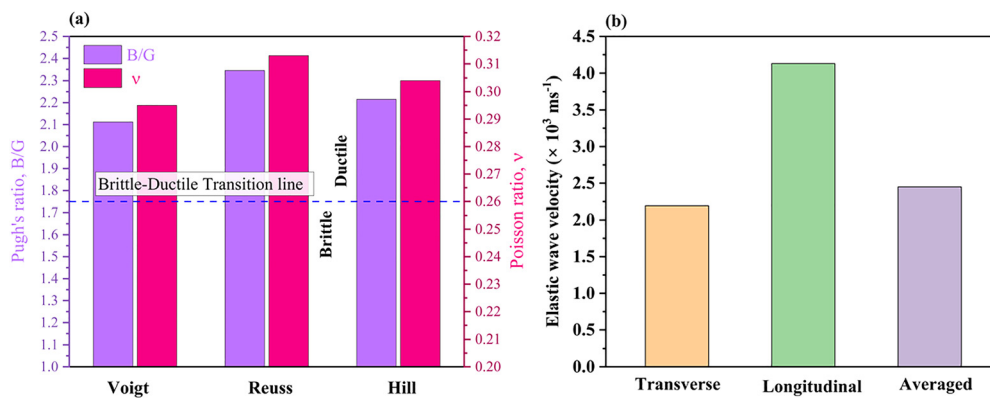 (a)
2.5
2.4
2.3
2.2
2.1
2.0
1.9
1.8
1.7
1.6
1.5
1.4
1.3
1.2
1.1
1.0
Pugh's ratio, B/G
B/G
ν
Brittle-Ductile Transition line
Ductile
Brittle
Voigt
Reuss
Hill
0.32
0.31
0.30
0.29
0.28
0.27
0.26
0.25
0.24
0.23
0.22
0.21
0.20
Poisson ratio, ν
(b)
4.5
4.0
3.5
3.0
2.5
2.0
1.5
1.0
0.5
0.0
Elastic wave velocity (× 10³ ms⁻¹)
Transverse
Longitudinal
Averaged